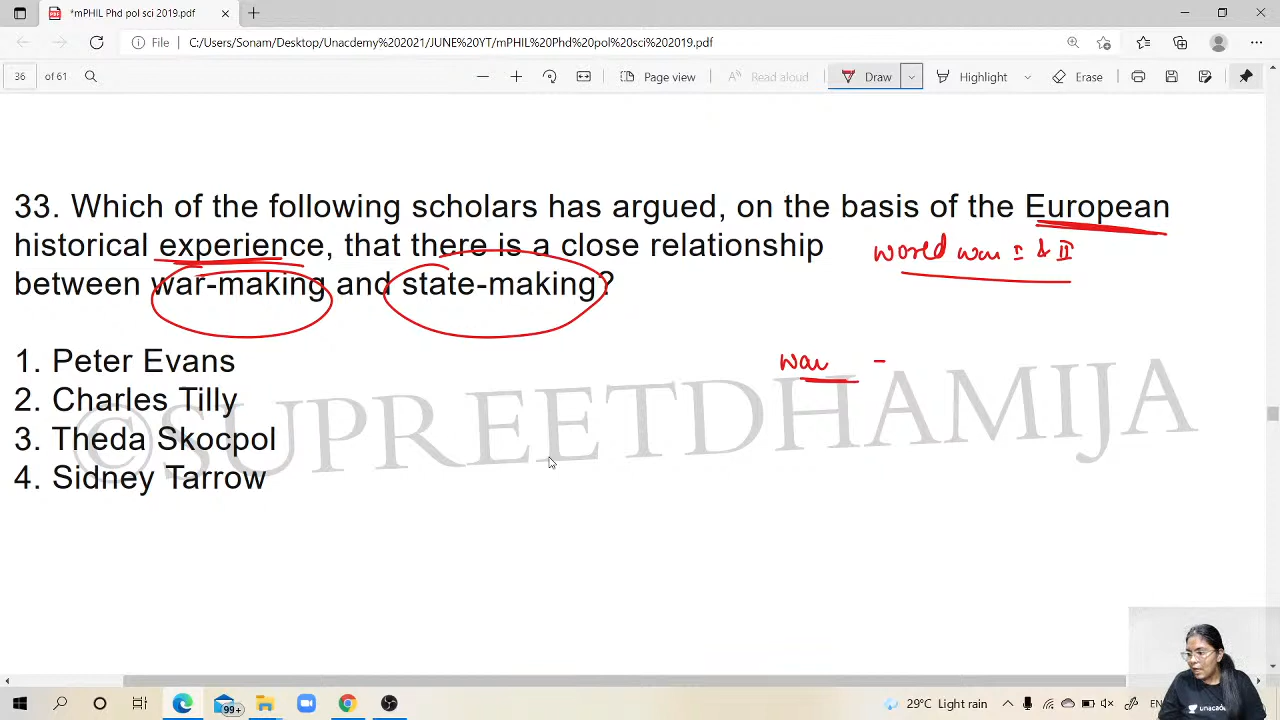 *mPHIL Phd pol sci 2019.pdf
File C:/Users/Sonam/Desktop/Unacdemy%202021/JUNE%20YT/mPHIL%20Phd%20pol%20sci%202019.pdf
36 of 61 Page view Read aloud Draw Highlight Erase
33. Which of the following scholars has argued, on the basis of the European
historical experience, that there is a close relationship
World war I & II
between war-making and state-making?
1. Peter Evans
war -
2. Charles Tilly
©SUPREETDHAMIJA
3. Theda Skocpol
4. Sidney Tarrow
unacade
99+ 29°C Light rain EN